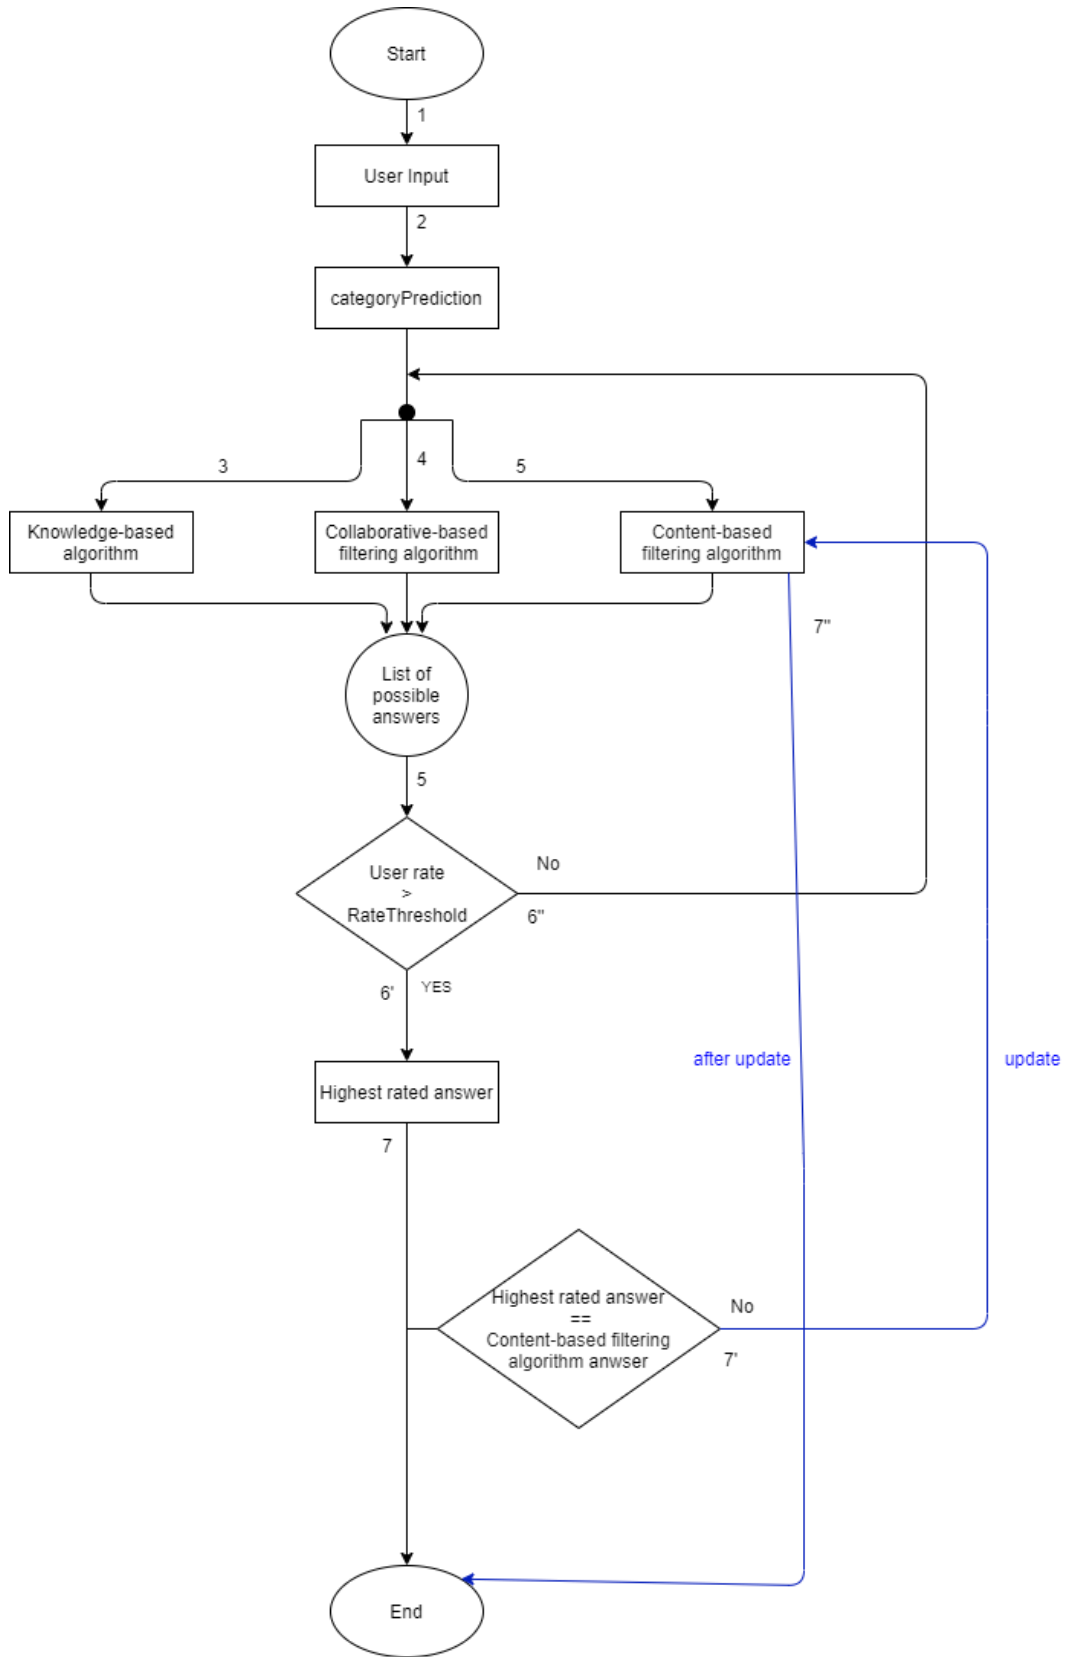 Start
1
User Input
2
categoryPrediction
3
4
5
Knowledge-based
algorithm
Collaborative-based
filtering algorithm
Content-based
filtering algorithm
7"
List of
possible
answers
5
User rate
>
RateThreshold
No
6"
6'
YES
after update
update
Highest rated answer
7
Highest rated answer
==
Content-based filtering
algorithm anwser
No
7'
End